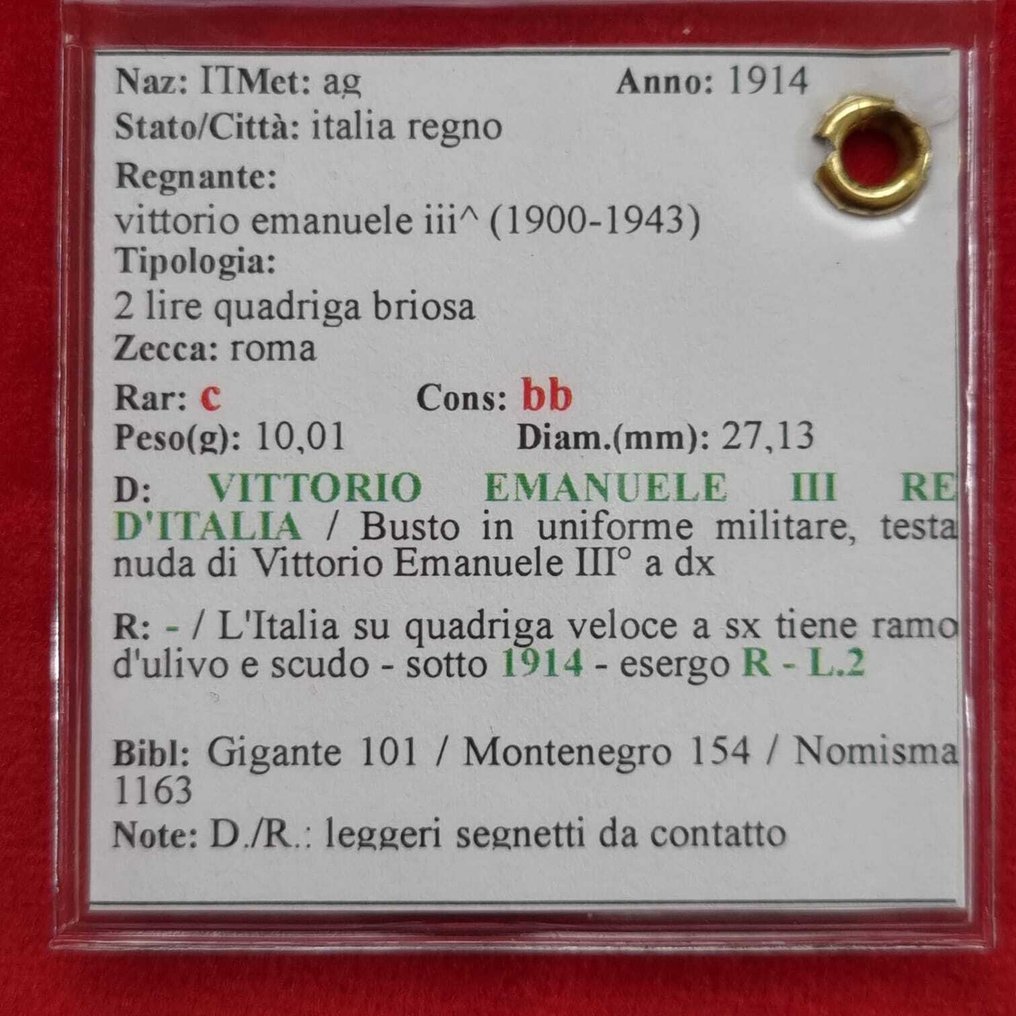 Naz: ITMet: ag Anno: 1914
Stato/Città: italia regno
Regnante:
vittorio emanuele iii^ (1900-1943)
Tipologia:
2 lire quadriga briosa
Zecca: roma
Rar: c Cons: bb
Peso(g): 10,01 Diam.(mm): 27,13
D: VITTORIO EMANUELE III RE
D'ITALIA / Busto in uniforme militare, testa
nuda di Vittorio Emanuele III° a dx
R: - / L'Italia su quadriga veloce a sx tiene ramo
d'ulivo e scudo - sotto 1914 - esergo R - L.2
Bibl: Gigante 101 / Montenegro 154 / Nomisma
1163
Note: D./R.: leggeri segnetti da contatto